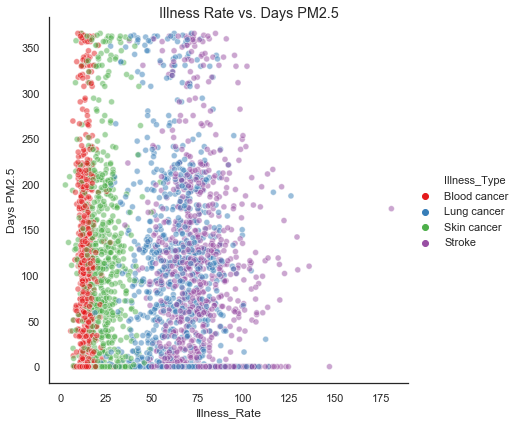 Illness Rate vs. Days PM2.5
350
300
250
200
150
100
50
0
Days PM2.5
0 25 50 75 100 125 150 175
Illness_Rate
Illness_Type
Blood cancer
Lung cancer
Skin cancer
Stroke